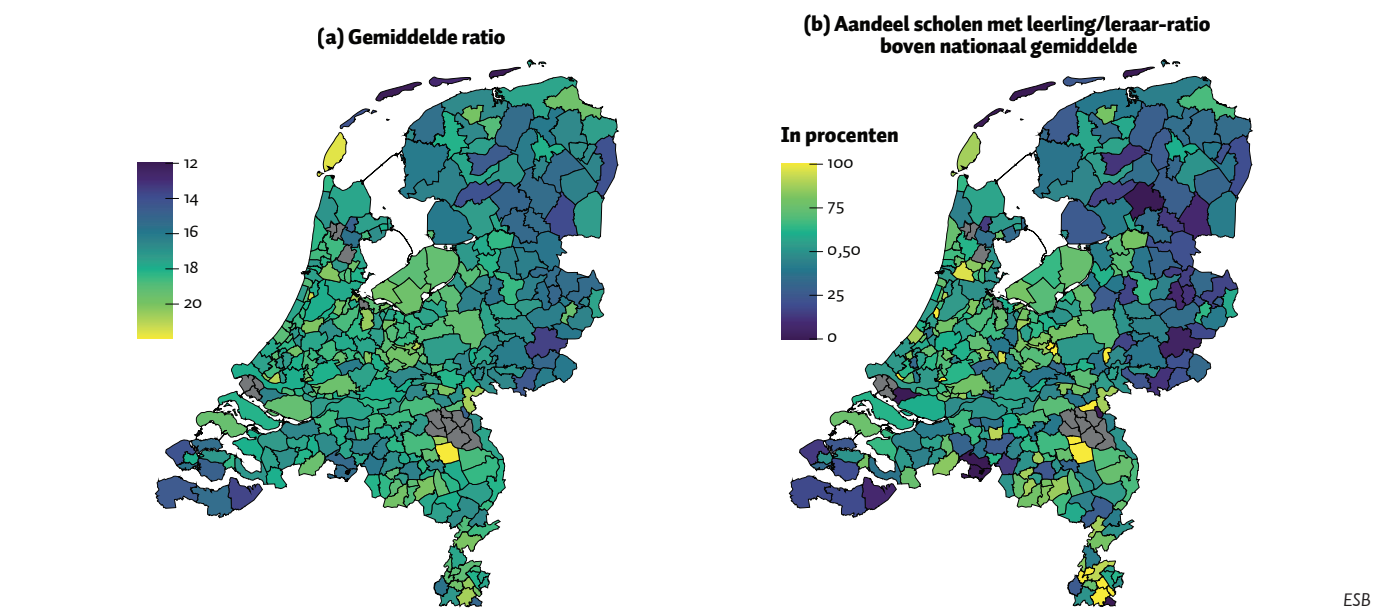 (a) Gemiddelde ratio
12
14
16
18
20
(b) Aandeel scholen met leerling/leraar-ratio
boven nationaal gemiddelde
In procenten
100
75
0,50
25
0
ESB